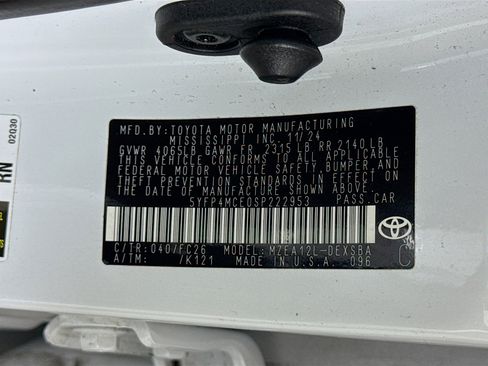 MFD.BY:TOYOTA MOTOR MANUFACTURING
MISSISSIPPI INC. 11/24
GVWR 4065LB GAWR FR 2315 LB RR 2140 LB
THIS VEHICLE CONFORMS TO ALL APPLICABLE
FEDERAL MOTOR VEHICLE SAFETY, BUMPER, AND
THEFT PREVENTION STANDARDS IN EFFECT ON
THE DATE OF MANUFACTURE SHOWN ABOVE.
5YFP4MCE0SP222953 PASS.CAR
C/TR:040/FC26 MODEL:MZEA12L-DEXSBA
A/TM: /K121 MADE IN U.S.A. 096
C
RN
02Q30